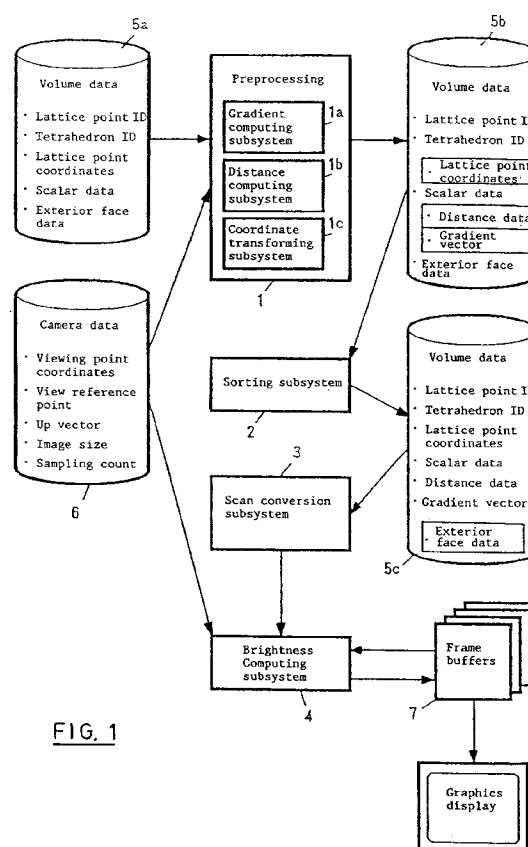 5a
Volume data
· Lattice point ID
· Tetrahedron ID
· Lattice point
coordinates
· Scalar data
· Exterior face
data
Preprocessing
Gradient
computing
subsystem
1a
Distance
computing
subsystem
1b
Coordinate
transforming
subsystem
1c
1
5b
Volume data
· Lattice point I
· Tetrahedron ID
· Lattice point
coordinates'
· Scalar data
· Distance data
· Gradient
vector
· Exterior face
data
Camera data
· Viewing point
coordinates
· View reference
point
· Up vector
· Image size
· Sampling count
6
Sorting subsystem
2
3
Scan conversion
subsystem
Volume data
· Lattice point I
· Tetrahedron ID
· Lattice point
coordinates
· Scalar data
· Distance data
· Gradient vector
· Exterior
face data
5c
Brightness
Computing
subsystem
4
Frame
buffers
7
FIG. 1
Graphics
display